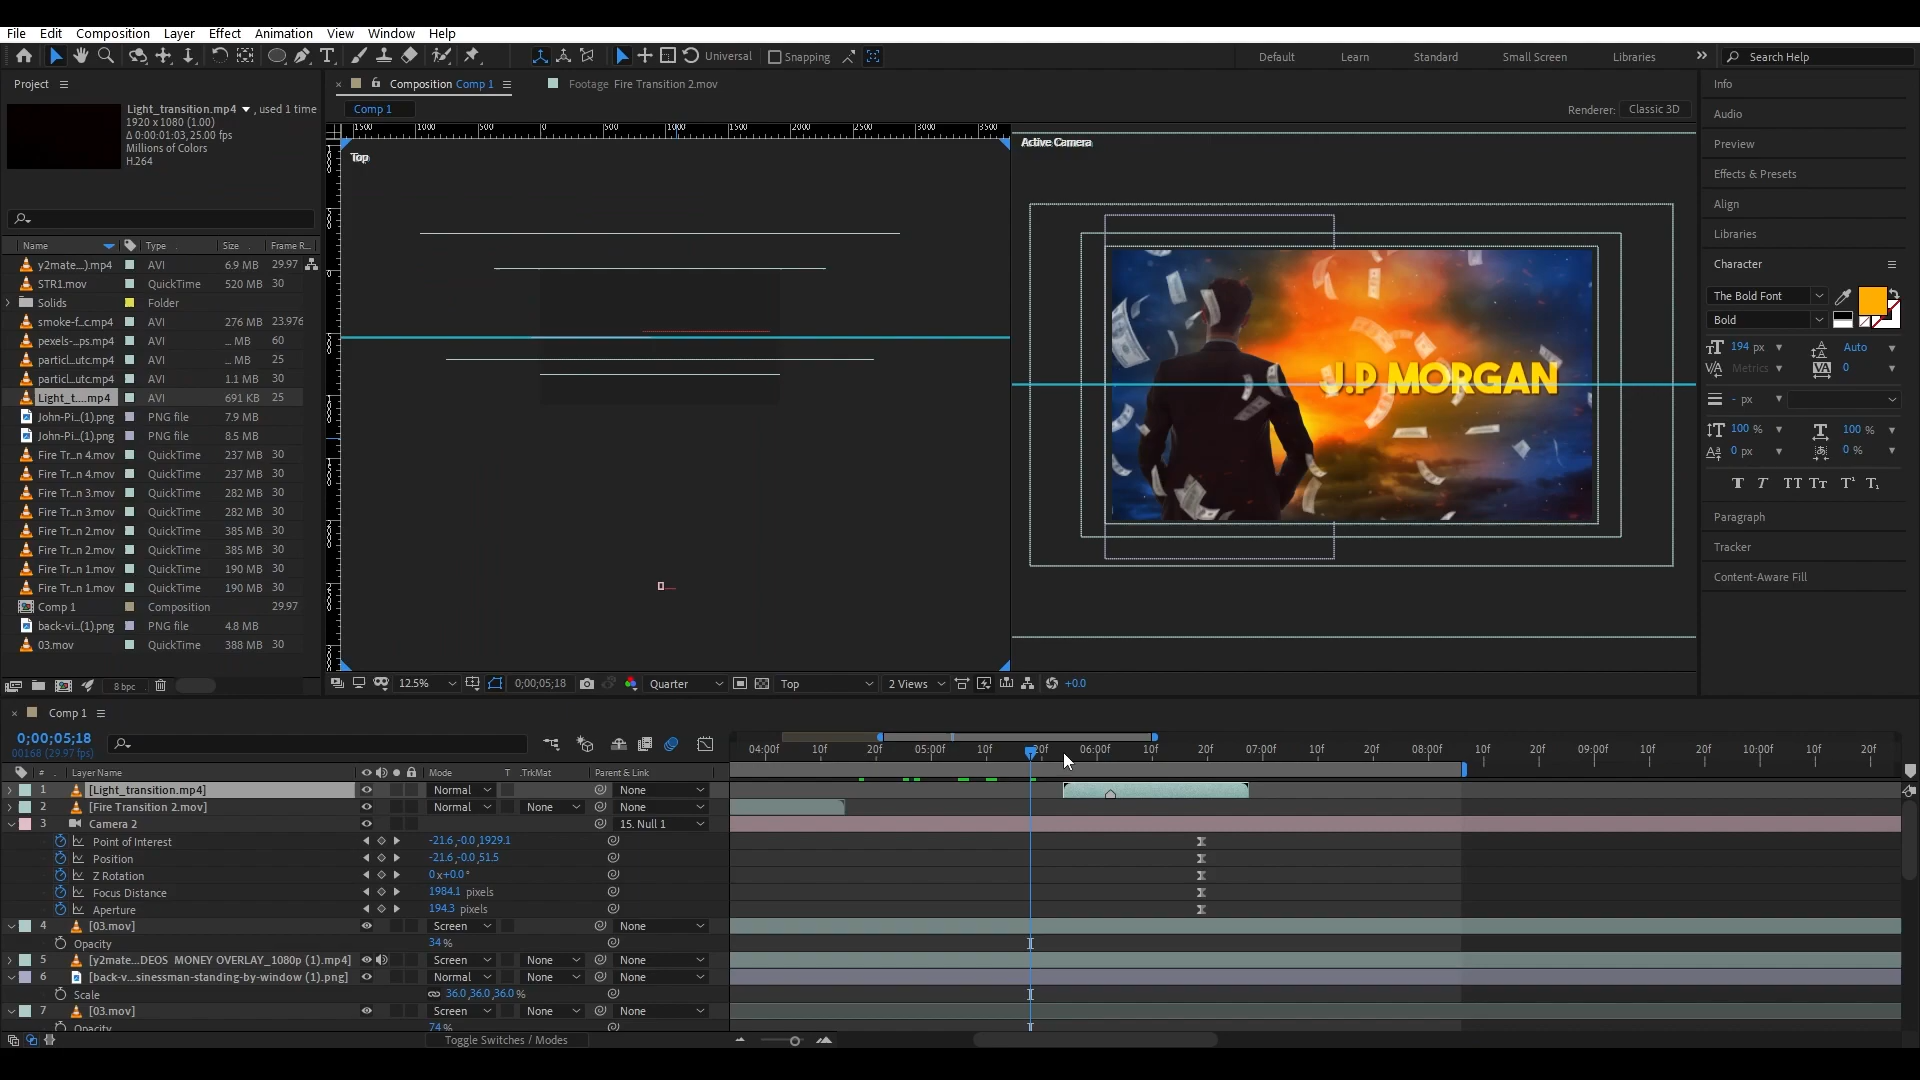 File Edit Composition Layer Effect Animation View Window Help
Universal Snapping Default Learn Standard Small Screen Libraries Search Help
Project
Light_transition.mp4 , used 1 time
1920 x 1080 (1.00)
Δ 0:00:01:03, 25.00 fps
Millions of Colors
H.264
Name Type Size Frame R...
y2mate....).mp4 AVI 6.9 MB 29.97
STR1.mov QuickTime 520 MB 30
Solids Folder
smoke-f...c.mp4 AVI 276 MB 23.976
pexels-...ps.mp4 AVI ... MB 60
particl...utc.mp4 AVI ... MB 25
particl...utc.mp4 AVI 1.1 MB 30
Light_t....mp4 AVI 691 KB 25
John-Pi...(1).png PNG file 7.9 MB
John-Pi...(1).png PNG file 8.5 MB
Fire Tr...n 4.mov QuickTime 237 MB 30
Fire Tr...n 4.mov QuickTime 237 MB 30
Fire Tr...n 3.mov QuickTime 282 MB 30
Fire Tr...n 3.mov QuickTime 282 MB 30
Fire Tr...n 2.mov QuickTime 385 MB 30
Fire Tr...n 2.mov QuickTime 385 MB 30
Fire Tr...n 1.mov QuickTime 190 MB 30
Fire Tr...n 1.mov QuickTime 190 MB 30
Comp 1 Composition 29.97
back-vi...(1).png PNG file 4.8 MB
03.mov QuickTime 388 MB 30
8 bpc
Composition Comp 1 Footage Fire Transition 2.mov
Comp 1 Renderer: Classic 3D
1500 1000 500 0 500 1000 1500 2000 2500 3000 3500
Top
Active Camera
J.P MORGAN
12.5% 0;00;05;18 Quarter Top 2 Views +0.0
Info
Audio
Preview
Effects & Presets
Align
Libraries
Character
The Bold Font
Bold
194 px Auto
Metrics 0
- px
100 % 100 %
0 px 0 %
T T TT Tt T¹ T₁
Paragraph
Tracker
Content-Aware Fill
Comp 1
0;00;05;18
00168 (29.97 fps)
04:00f 10f 20f 05:00f 10f 20f 06:00f 10f 20f 07:00f 10f 20f 08:00f 10f 20f 09:00f 10f 20f 10:00f 10f 20f
# Layer Name Mode T .TrkMat Parent & Link
1 [Light_transition.mp4] Normal None
2 [Fire Transition 2.mov] Normal None None
3 Camera 2 15. Null 1
Point of Interest -21.6,-0.0,1929.1
Position -21.6,-0.0,51.5
Z Rotation 0x+0.0°
Focus Distance 1984.1 pixels
Aperture 194.3 pixels
4 [03.mov] Screen None
Opacity 34%
5 [y2mate...DEOS MONEY OVERLAY_1080p (1).mp4] Screen None None
6 [back-v...sinessman-standing-by-window (1).png] Normal None None
Scale 36.0,36.0,36.0%
7 [03.mov] Screen None None
Opacity 74%
Toggle Switches / Modes